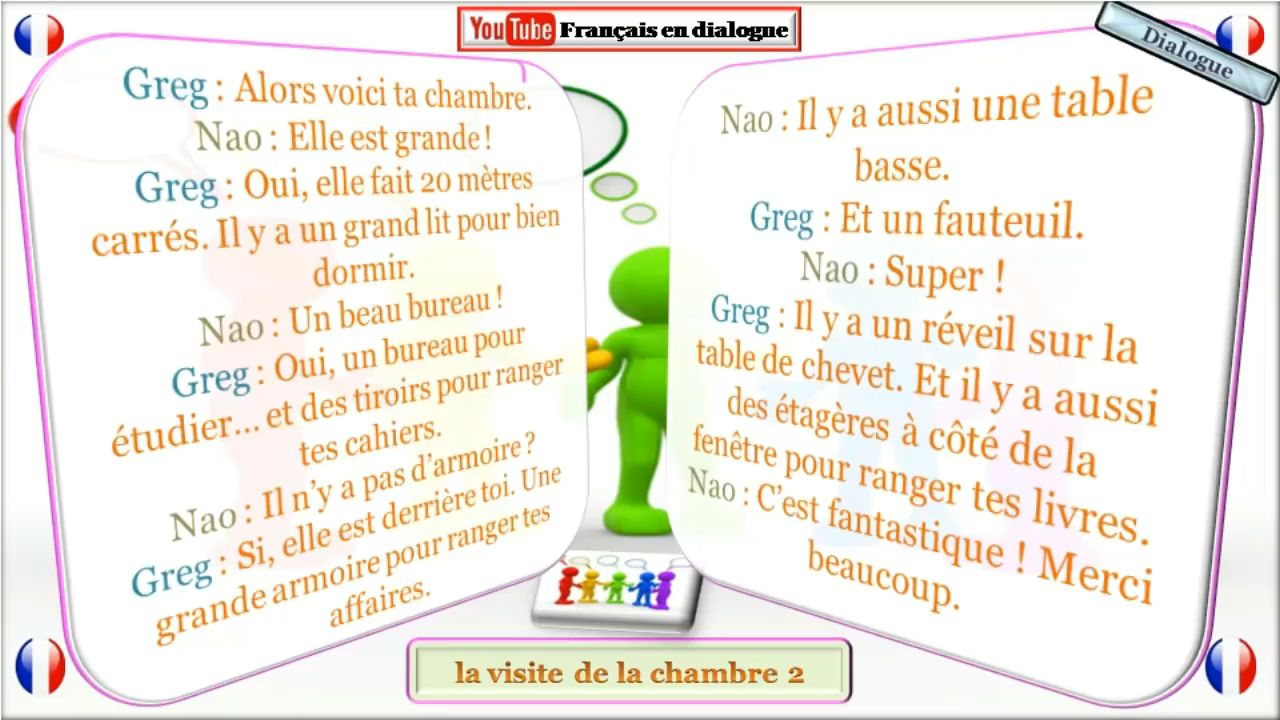 YouTube Français en dialogue
Dialogue
Greg : Alors voici ta chambre.
Nao : Elle est grande !
Greg : Oui, elle fait 20 mètres
carrés. Il y a un grand lit pour bien
dormir.
Nao : Un beau bureau !
Greg : Oui, un bureau pour
étudier... et des tiroirs pour ranger
tes cahiers.
Nao : Il n’y a pas d’armoire ?
Greg : Si, elle est derrière toi. Une
grande armoire pour ranger tes
affaires.
Nao : Il y a aussi une table
basse.
Greg : Et un fauteuil.
Nao : Super !
Greg : Il y a un réveil sur la
table de chevet. Et il y a aussi
des étagères à côté de la
fenêtre pour ranger tes livres.
Nao : C’est fantastique ! Merci
beaucoup.
la visite de la chambre 2